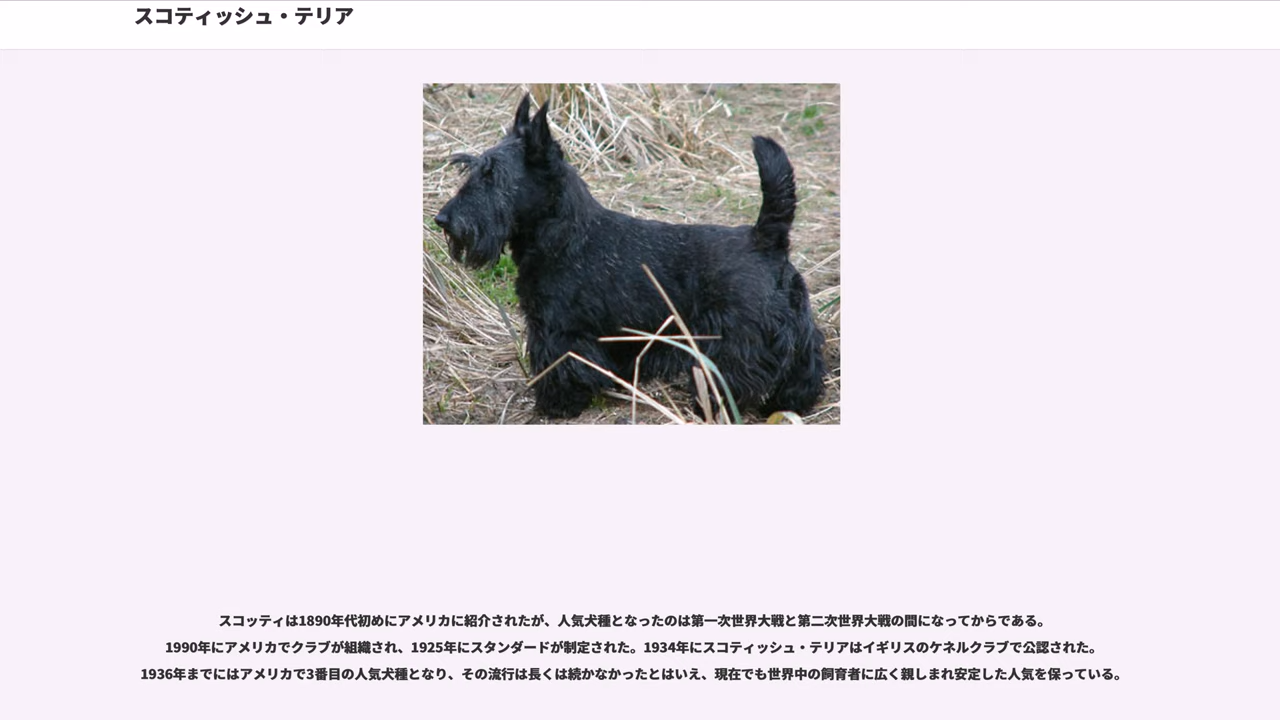 スコティッシュ・テリア
スコッティは1890年代初めにアメリカに紹介されたが、人気犬種となったのは第一次世界大戦と第二次世界大戦の間になってからである。
1990年にアメリカでクラブが組織され、1925年にスタンダードが制定された。1934年にスコティッシュ・テリアはイギリスのケネルクラブで公認された。
1936年までにはアメリカで3番目の人気犬種となり、その流行は長くは続かなかったとはいえ、現在でも世界中の飼育者に広く親しまれ安定した人気を保っている。